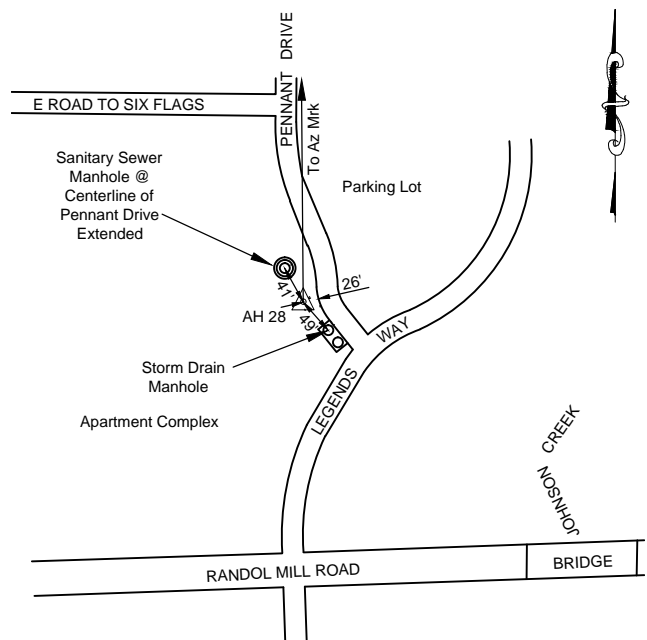 PENNANT DRIVE
E ROAD TO SIX FLAGS
To Az Mrk
Sanitary Sewer
Manhole @
Centerline of
Pennant Drive
Extended
Parking Lot
41'
26'
AH 28
49'
WAY
Storm Drain
Manhole
LEGENDS
Apartment Complex
CREEK
JOHNSON
BRIDGE
RANDOL MILL ROAD